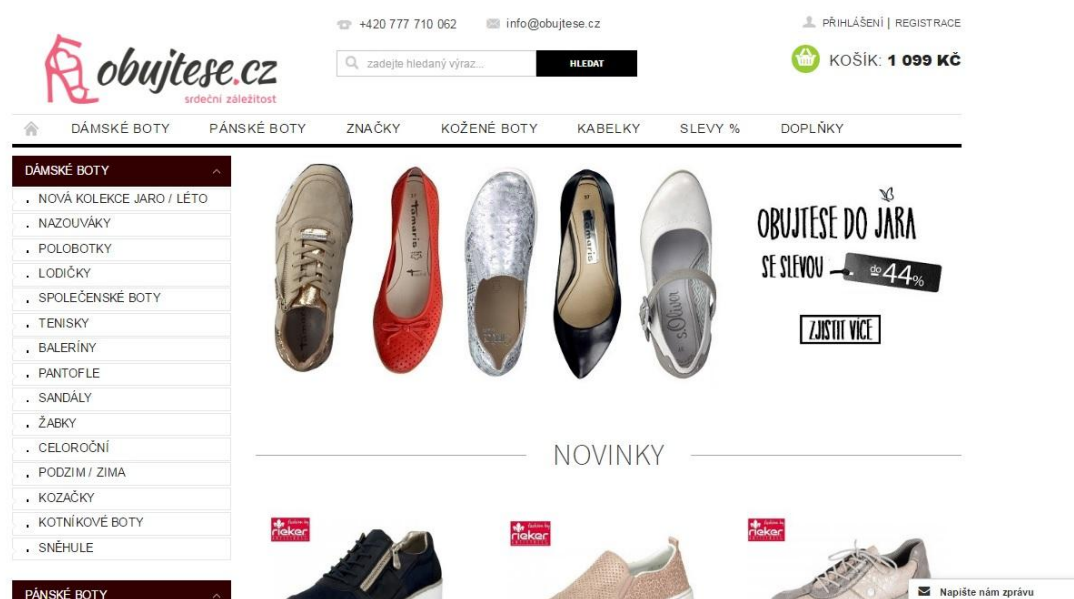 +420 777 710 062 info@obujtese.cz PŘIHLÁŠENÍ | REGISTRACE
obujtese.cz
srdeční záležitost
zadejte hledaný výraz... HLEDAT
KOŠÍK: 1 099 KČ
DÁMSKÉ BOTY PÁNSKÉ BOTY ZNAČKY KOŽENÉ BOTY KABELKY SLEVY % DOPLŇKY
DÁMSKÉ BOTY
NOVÁ KOLEKCE JARO / LÉTO
NAZOUVÁKY
POLOBOTKY
LODIČKY
SPOLEČENSKÉ BOTY
TENISKY
BALERÍNY
PANTOFLE
SANDÁLY
ŽABKY
CELOROČNÍ
PODZIM / ZIMA
KOZAČKY
KOTNÍKOVÉ BOTY
SNĚHULE
PÁNSKÉ BOTY
Tamaris
Tamaris
s.Oliver
OBUJTESE DO JARA
SE SLEVOU do 44%
ZJISTIT VÍCE
NOVINKY
rieker
rieker
rieker
Napište nám zprávu